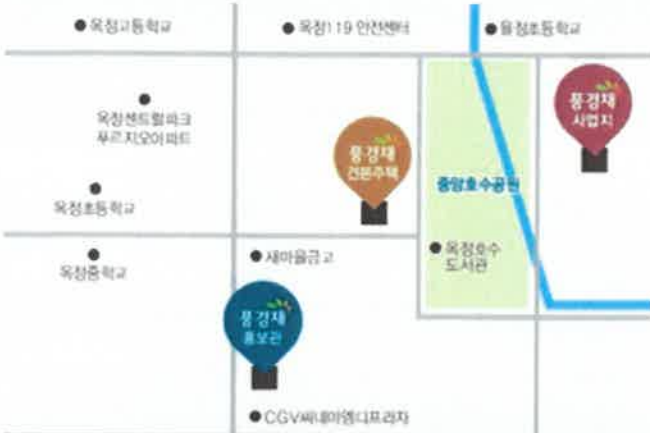 옥정고등학교
옥정119 안전센터
율정초등학교
옥정센트럴파크
푸르지오아파트
풍경채
사업지
풍경채
견본주택
중앙호수공원
옥정초등학교
옥정중학교
새마을금고
옥정호수
도서관
풍경채
홍보관
CGV씨네마엠디프라자